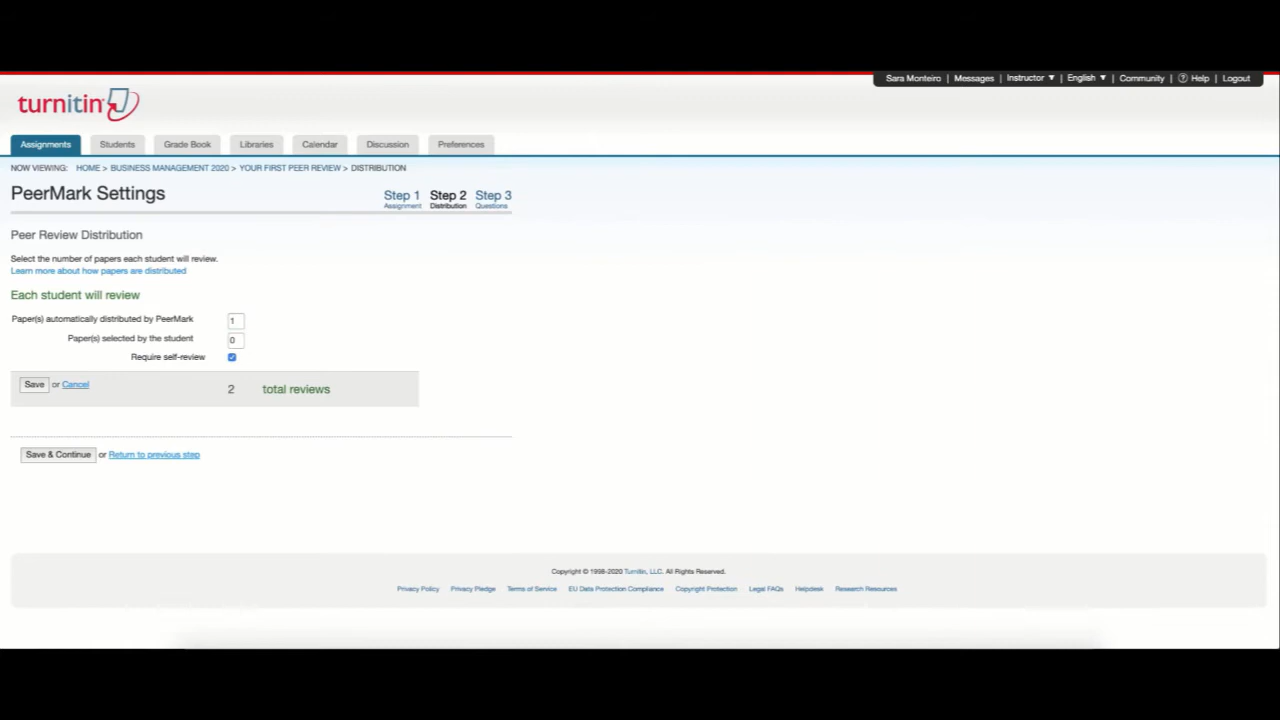 Sara Monteiro | Messages | Instructor ▼ | English ▼ | Community | ? Help | Logout
turnitin
Assignments Students Grade Book Libraries Calendar Discussion Preferences
NOW VIEWING: HOME > BUSINESS MANAGEMENT 2020 > YOUR FIRST PEER REVIEW > DISTRIBUTION
PeerMark Settings
Step 1 Step 2 Step 3
Assignment Distribution Questions
Peer Review Distribution
Select the number of papers each student will review.
Learn more about how papers are distributed
Each student will review
Paper(s) automatically distributed by PeerMark 1
Paper(s) selected by the student 0
Require self-review
Save or Cancel 2 total reviews
Save & Continue or Return to previous step
Copyright © 1998-2020 Turnitin, LLC. All Rights Reserved.
Privacy Policy Privacy Pledge Terms of Service EU Data Protection Compliance Copyright Protection Legal FAQs Helpdesk Research Resources